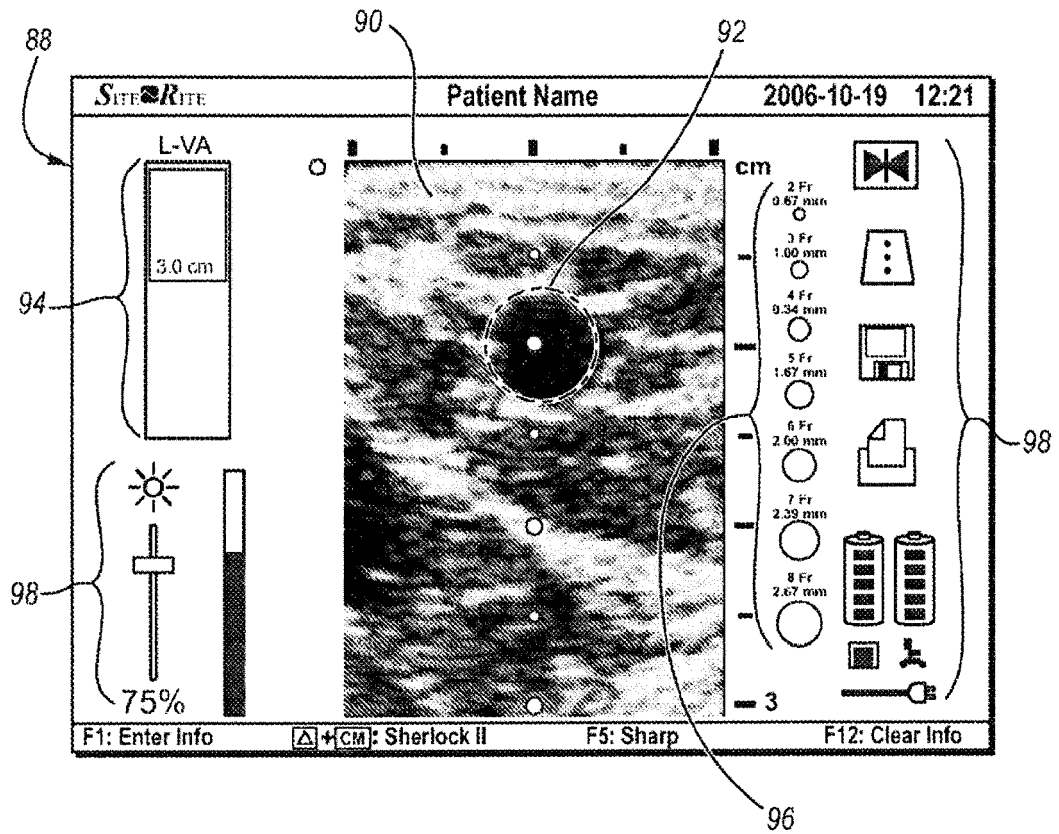 88
90
92
SITE RITE
Patient Name
2006-10-19 12:21
L-VA
3.0 cm
94
98
75%
cm
3
2 Fr
0.67 mm
3 Fr
1.00 mm
4 Fr
0.34 mm
5 Fr
1.67 mm
6 Fr
2.00 mm
7 Fr
2.39 mm
8 Fr
2.67 mm
98
F1: Enter Info
△+CM: Sherlock II
F5: Sharp
F12: Clear Info
96